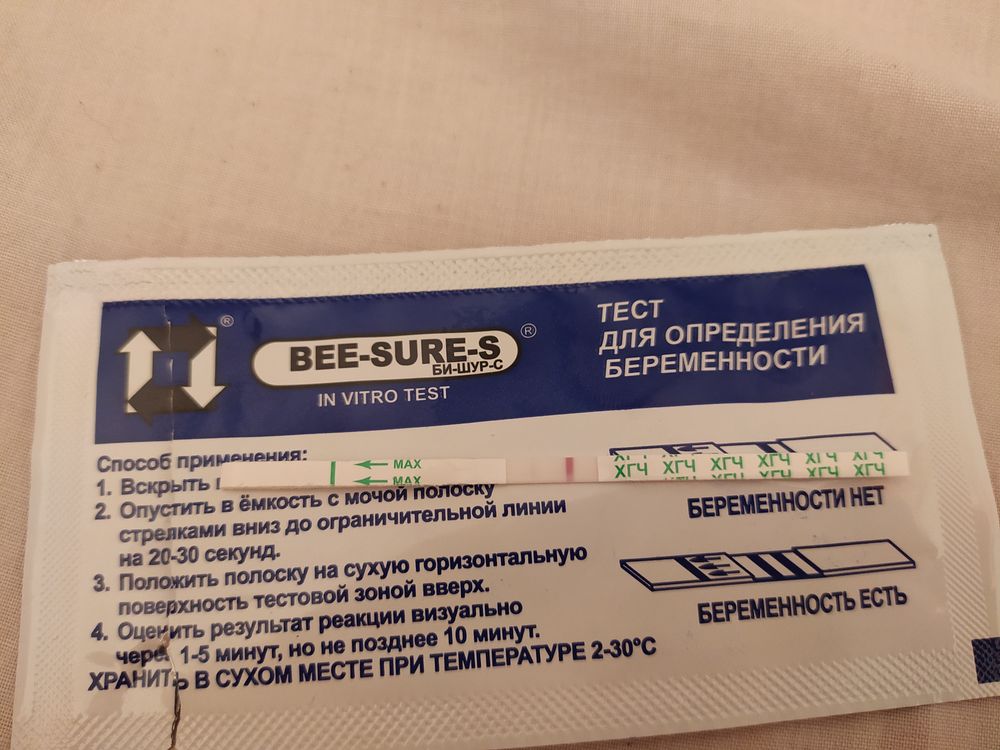 BEE-SURE-S ®
БИ-ШУР-С
IN VITRO TEST
®
ТЕСТ
ДЛЯ ОПРЕДЕЛЕНИЯ
БЕРЕМЕННОСТИ
Способ применения:
1. Вскрыть
2. Опустить в ёмкость с мочой полоску
стрелками вниз до ограничительной линии
на 20-30 секунд.
3. Положить полоску на сухую горизонтальную
поверхность тестовой зоной вверх.
4. Оценить результат реакции визуально
через 1-5 минут, но не позднее 10 минут.
ХРАНИТЬ В СУХОМ МЕСТЕ ПРИ ТЕМПЕРАТУРЕ 2-30°С
MAX
MAX
ХГЧ ХГЧ ХГЧ ХГЧ ХГЧ ХГЧ
БЕРЕМЕННОСТИ НЕТ
БЕРЕМЕННОСТЬ ЕСТЬ